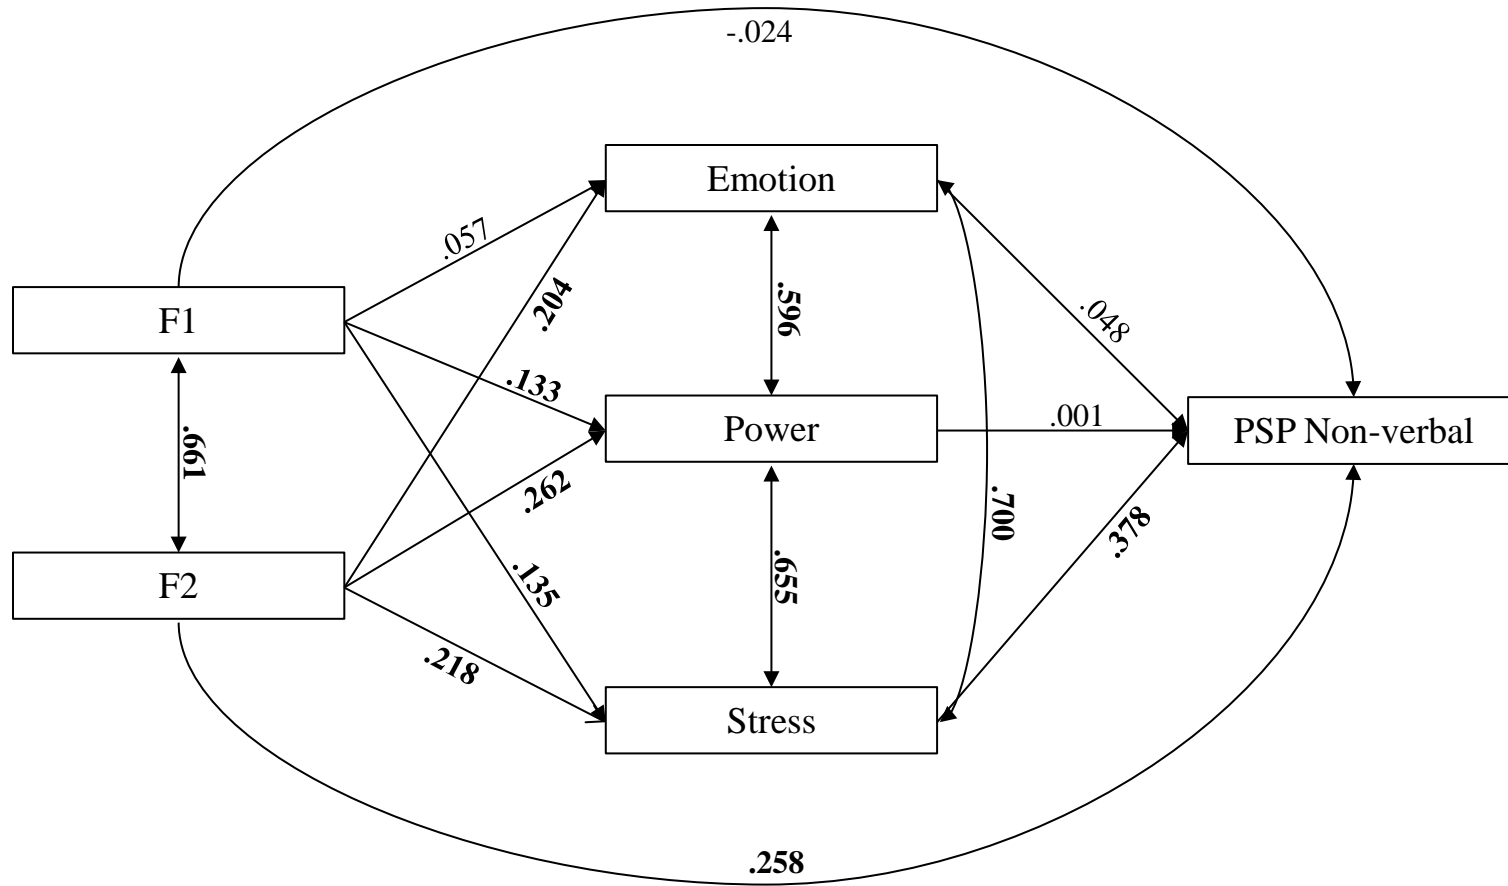 -.024
Emotion
.057
.204
.596
.048
F1
.133
Power
.001
PSP Non-verbal
.661
.262
.700
.378
F2
.135
.655
.218
Stress
.258